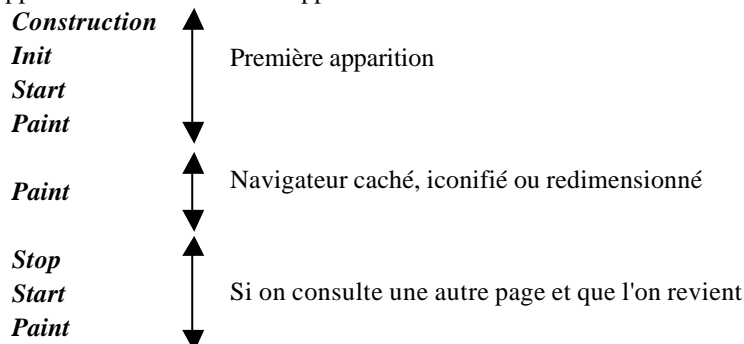 Construction
Init
Première apparition
Start
Paint
Paint
Navigateur caché, iconifié ou redimensionné
Stop
Start
Si on consulte une autre page et que l'on revient
Paint